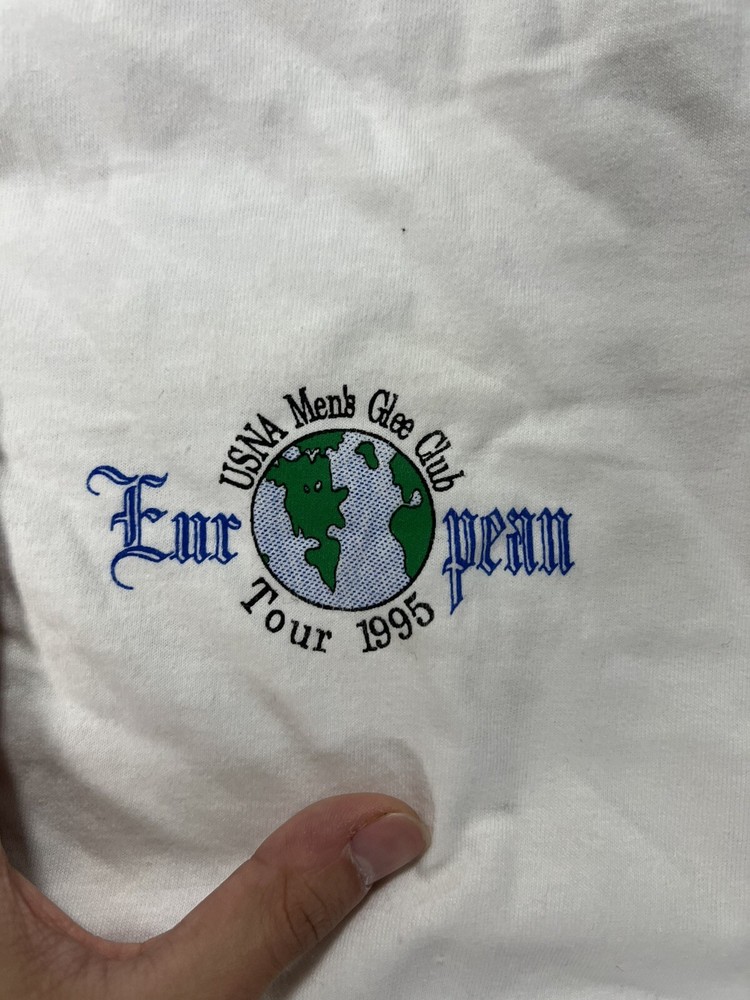 USNA Men's Glee Club
Eur pean
Tour 1995